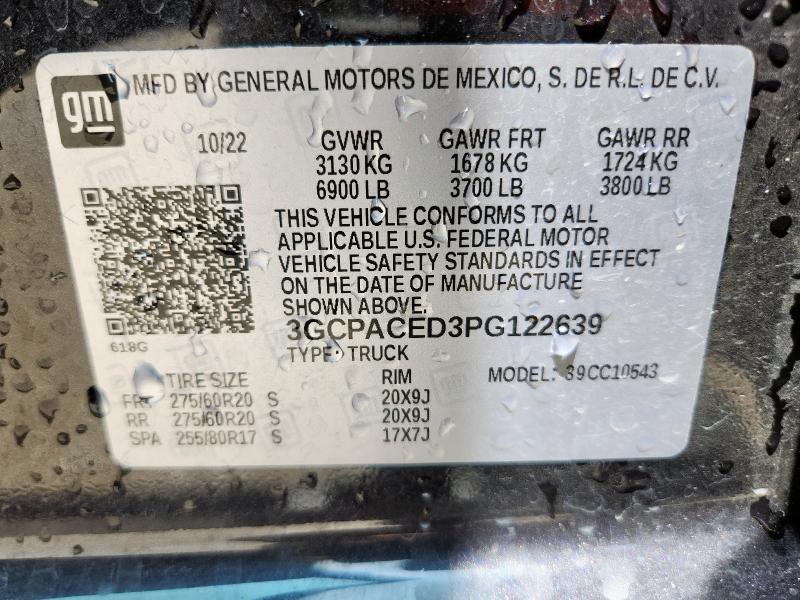 gm
MFD BY GENERAL MOTORS DE MEXICO, S. DE R.L. DE C.V.
10/22 GVWR GAWR FRT GAWR RR
3130 KG 1678 KG 1724 KG
6900 LB 3700 LB 3800 LB
THIS VEHICLE CONFORMS TO ALL
APPLICABLE U.S. FEDERAL MOTOR
VEHICLE SAFETY STANDARDS IN EFFECT
ON THE DATE OF MANUFACTURE
SHOWN ABOVE.
3GCPACED3PG122639
618G
TYPE: TRUCK
TIRE SIZE RIM MODEL: 39CC10543
FRT 275/60R20 S 20X9J
RR 275/60R20 S 20X9J
SPA 255/80R17 S 17X7J